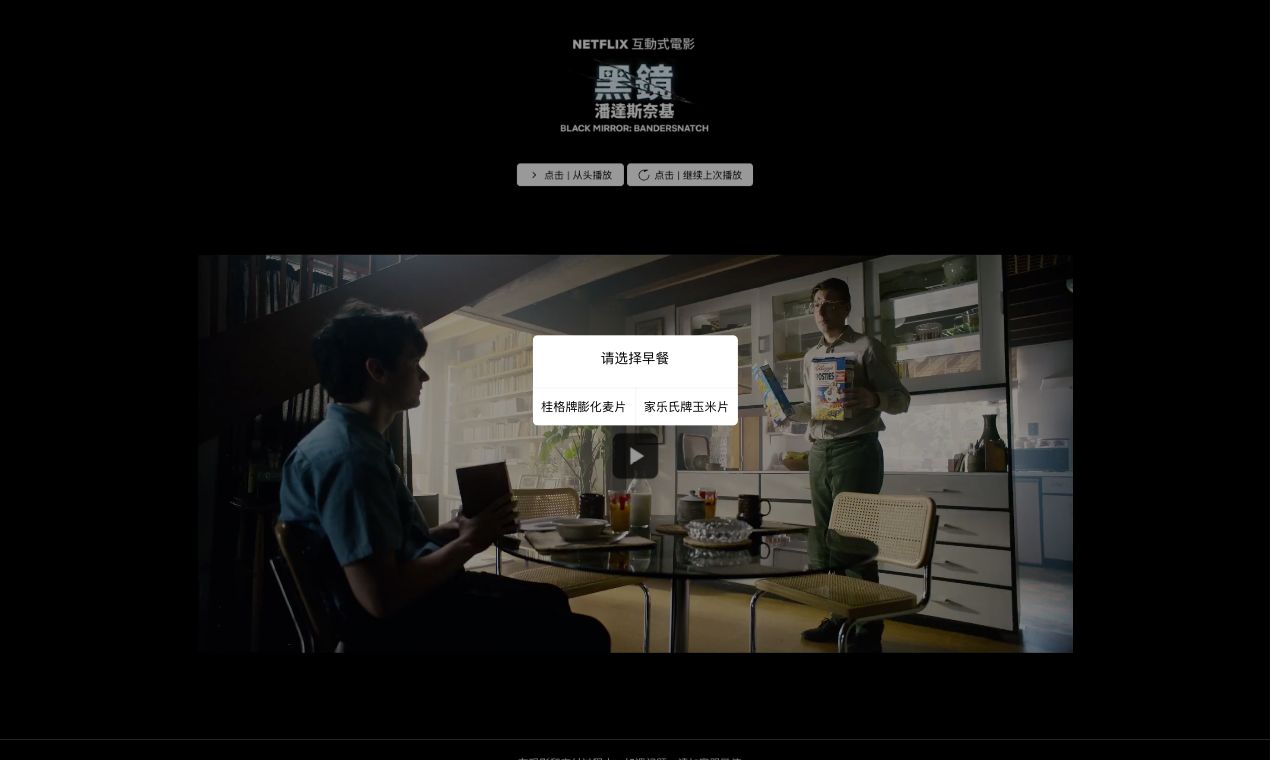 NETFLIX 互動式電影
黑鏡
潘達斯奈基
BLACK MIRROR: BANDERSNATCH
点击 | 从头播放
点击 | 继续上次播放
请选择早餐
桂格牌膨化麦片
家乐氏牌玉米片